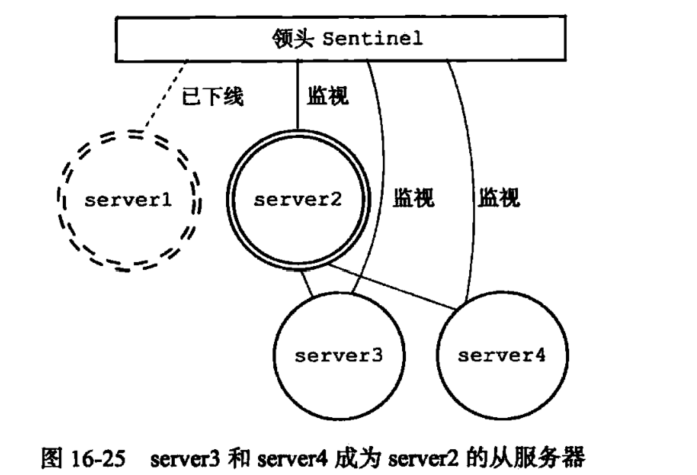 领头 Sentinel
已下线
监视
server1
server2
监视
监视
server3
server4
图 16-25 server3 和 server4 成为 server2 的从服务器